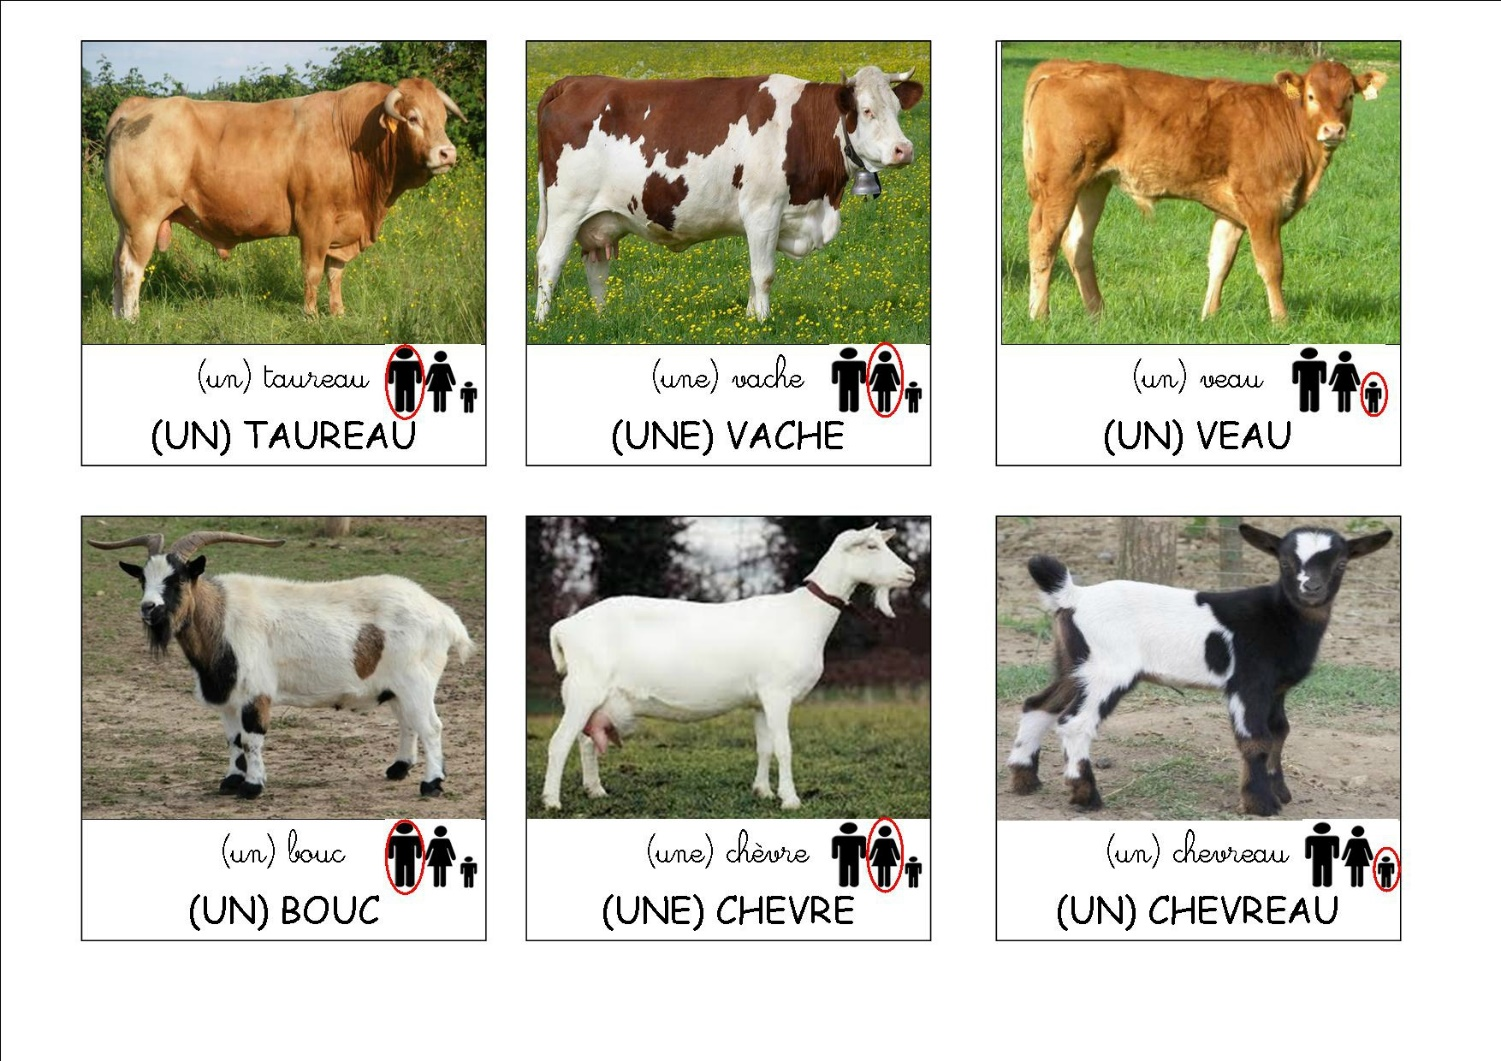 (un) taureau
(UN) TAUREAU
(une) vache
(UNE) VACHE
(un) veau
(UN) VEAU
(un) bouc
(UN) BOUC
(une) chèvre
(UNE) CHEVRE
(un) chevreau
(UN) CHEVREAU